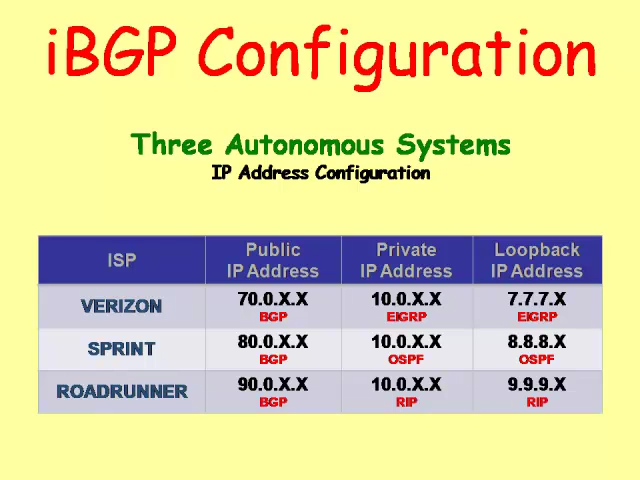 iBGP Configuration
Three Autonomous Systems
IP Address Configuration
ISP Public IP Address Private IP Address Loopback IP Address
VERIZON 70.0.X.X BGP 10.0.X.X EIGRP 7.7.7.X EIGRP
SPRINT 80.0.X.X BGP 10.0.X.X OSPF 8.8.8.X OSPF
ROADRUNNER 90.0.X.X BGP 10.0.X.X RIP 9.9.9.X RIP